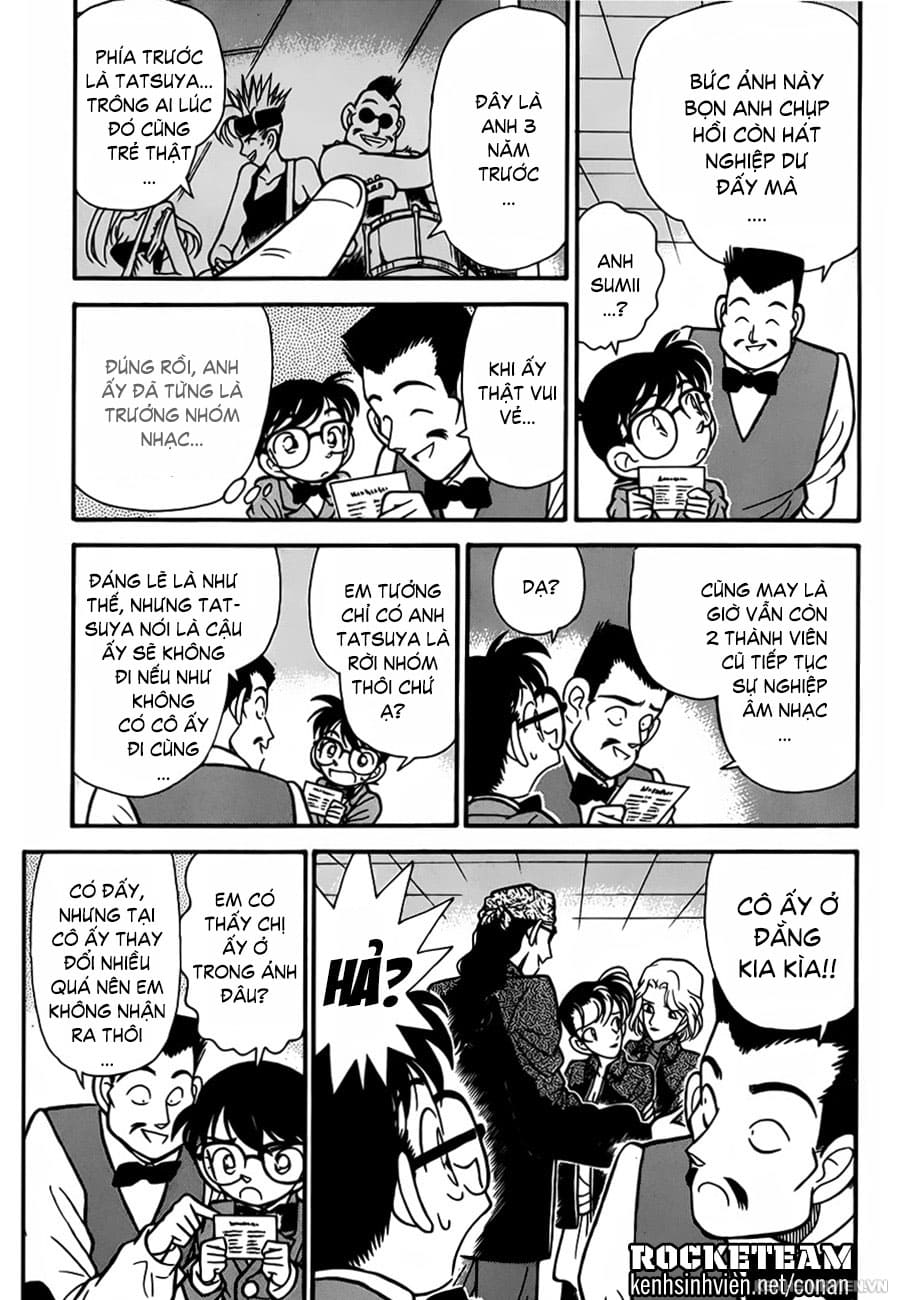 BỨC ẢNH NÀY
BỌN ANH CHỤP
HỒI CÒN HÁT
NGHIỆP DƯ
ĐẤY MÀ
....
ANH
SUMII
...?
ĐÂY LÀ
ANH 3
NĂM
TRƯỚC
...
PHÍA TRƯỚC
LÀ TATSUYA...
TRÔNG AI LÚC
ĐÓ CŨNG
TRẺ THẬT
...
KHI ẤY
THẬT VUI
VẺ...
ĐÚNG RỒI, ANH
ẤY ĐÃ TỪNG LÀ
TRƯỞNG NHÓM
NHẠC...
CŨNG MAY LÀ
GIỜ VẪN CÒN
2 THÀNH VIÊN
CŨ TIẾP TỤC
SỰ NGHIỆP
ÂM NHẠC
...
DẠ?
EM TƯỚNG
CHỈ CÓ ANH
TATSUYA LÀ
RỜI NHÓM
THÔI CHỨ
Ạ?
ĐÁNG LẼ LÀ NHƯ
THẾ, NHƯNG TAT-
SUYA NÓI LÀ CẬU
ẤY SẼ KHÔNG
ĐI NẾU NHƯ
KHÔNG
CÓ CÔ ẤY
ĐI CÙNG
...
CÔ ẤY Ở
ĐẰNG
KIA KÌA!!
HẢ?
EM CÓ
THẤY CHỊ
ẤY Ở
TRONG ẢNH
ĐÂU?
CÓ ĐẤY,
NHƯNG TẠI
CÔ ẤY THAY
ĐỔI NHIỀU
QUÁ NÊN EM
KHÔNG NHẬN
RA THÔI
...
ROCKETEAM
kenhsinhvien.net/conan